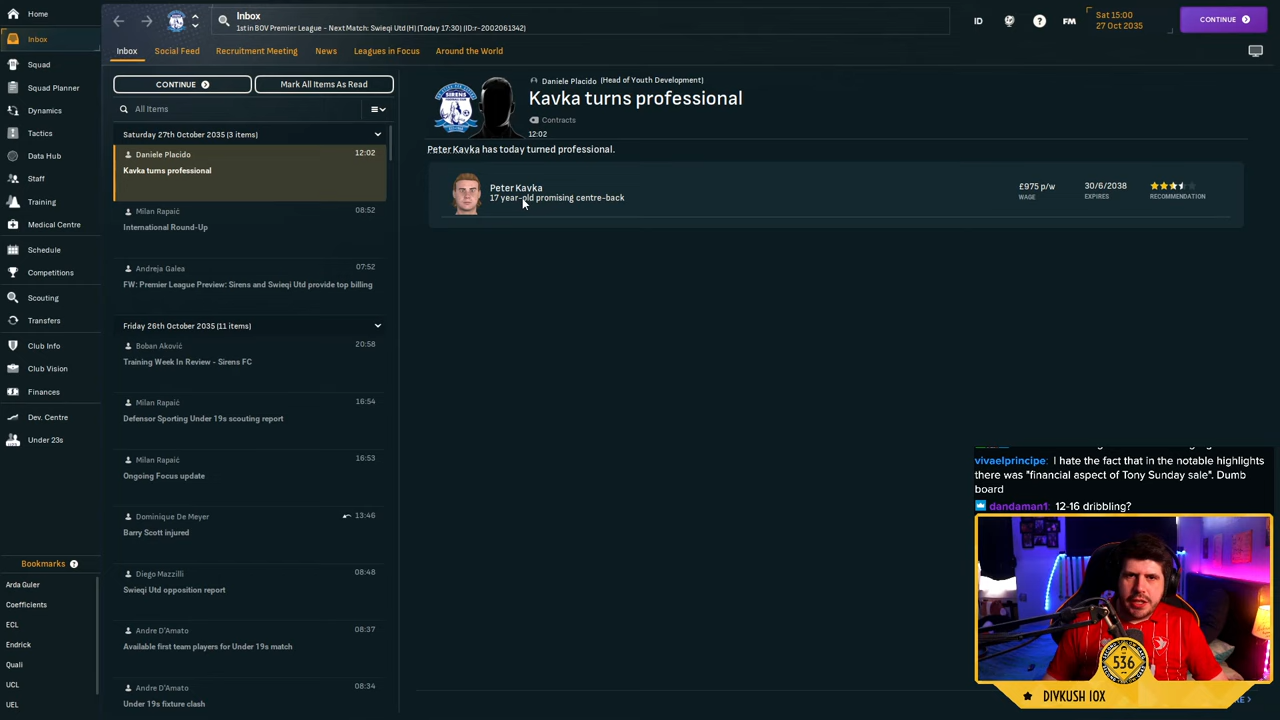 Home
Inbox
Squad
Squad Planner
Dynamics
Tactics
Data Hub
Staff
Training
Medical Centre
Schedule
Competitions
Scouting
Transfers
Club Info
Club Vision
Finances
Dev. Centre
Under 23s
Bookmarks ?
Arda Guler
Coefficients
ECL
Endrick
Quali
UCL
UEL
Inbox
1st in BOV Premier League - Next Match: Swieqi Utd (H) (Today 17:30) (ID:r-2002061342)
ID
?
FM
Sat 15:00
27 Oct 2035
CONTINUE
Inbox
Social Feed
Recruitment Meeting
News
Leagues in Focus
Around the World
CONTINUE
Mark All Items As Read
All Items
Saturday 27th October 2035 (3 items)
Daniele Placido 12:02
Kavka turns professional
Milan Rapaić 08:52
International Round-Up
Andreja Galea 07:52
FW: Premier League Preview: Sirens and Swieqi Utd provide top billing
Friday 26th October 2035 (11 items)
Boban Aković 20:58
Training Week In Review - Sirens FC
Milan Rapaić 16:54
Defensor Sporting Under 19s scouting report
Milan Rapaić 16:53
Ongoing Focus update
Dominique De Meyer 13:46
Barry Scott injured
Diego Mazzilli 08:48
Swieqi Utd opposition report
Andre D'Amato 08:37
Available first team players for Under 19s match
Andre D'Amato 08:34
Under 19s fixture clash
SIRENS
Daniele Placido (Head of Youth Development)
Kavka turns professional
Contracts
12:02
Peter Kavka has today turned professional.
Peter Kavka
17 year-old promising centre-back
£975 p/w
WAGE
30/6/2038
EXPIRES
RECOMMENDATION
vivaelprincipe: I hate the fact that in the notable highlights
there was "financial aspect of Tony Sunday sale". Dumb
board
dandaman1: 12-16 dribbling?
536
DIVKUSH 10X